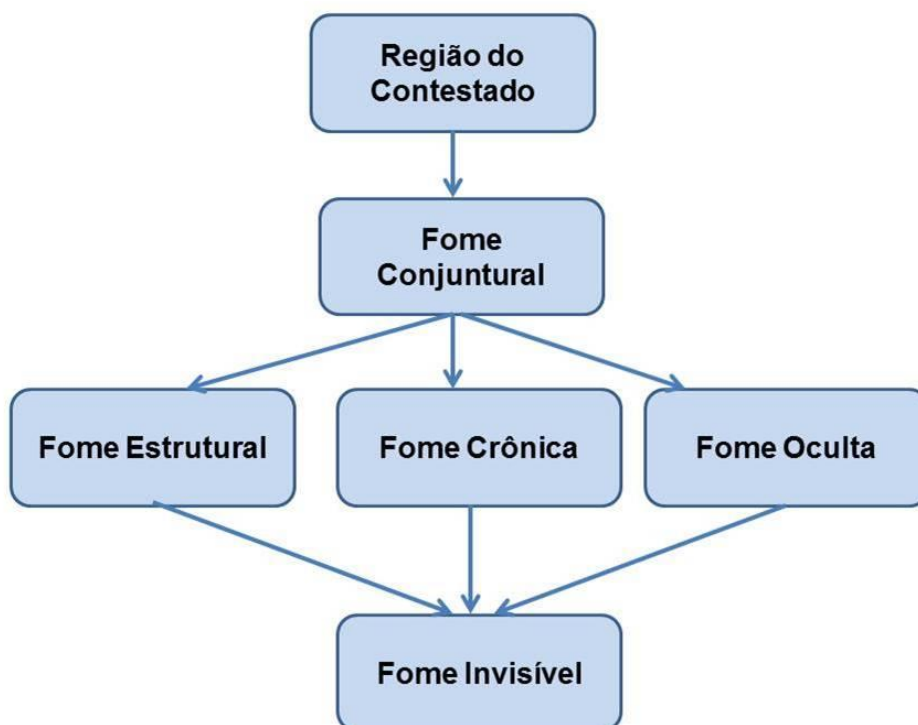 Região do
Contestado
Fome
Conjuntural
Fome Estrutural
Fome Crônica
Fome Oculta
Fome Invisível